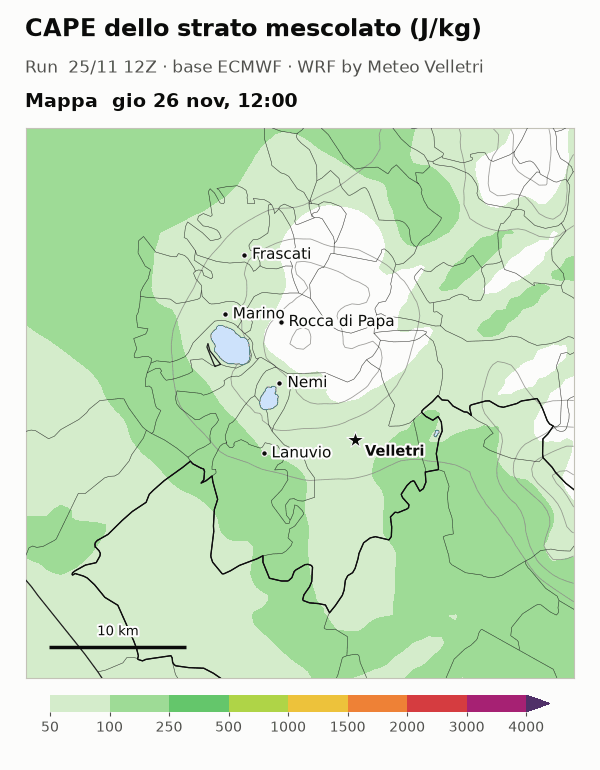 CAPE dello strato mescolato (J/kg)
Run  25/11 12Z · base ECMWF · WRF by Meteo Velletri
Mappa  gio 26 nov, 12:00
Frascati
Marino
Rocca di Papa
Nemi
Velletri
Lanuvio
10 km
50 100 250 500 1000 1500 2000 3000 4000